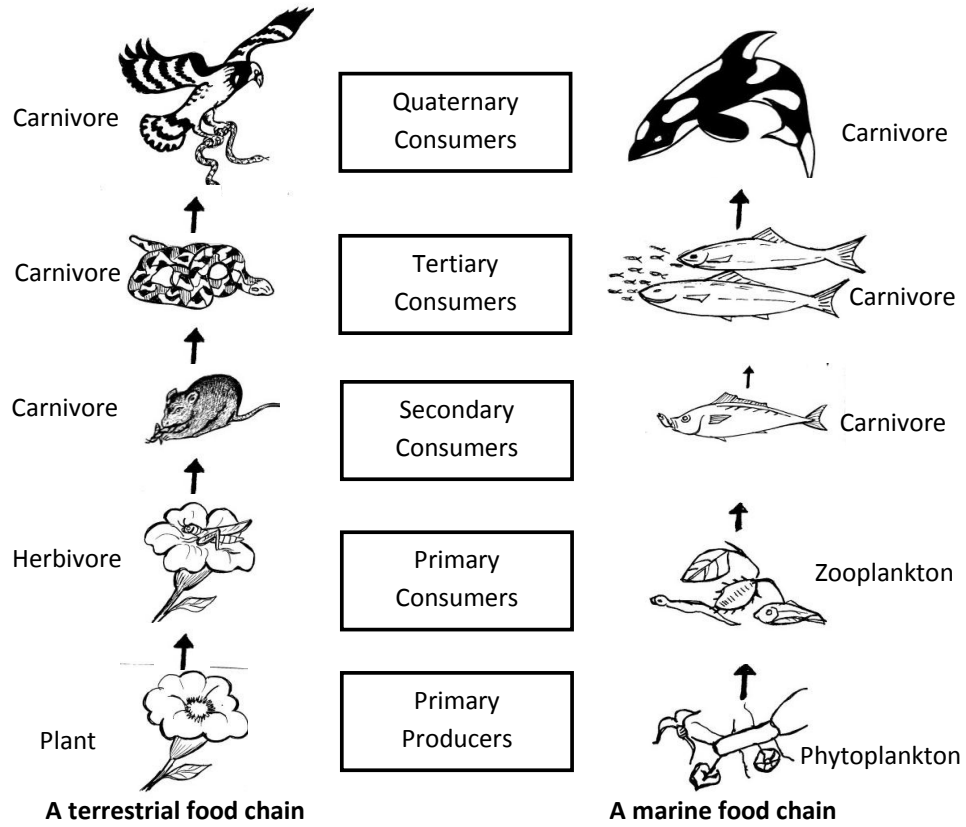 Carnivore
Quaternary
Consumers
Carnivore
Carnivore
Tertiary
Consumers
Carnivore
Carnivore
Secondary
Consumers
Carnivore
Herbivore
Primary
Consumers
Zooplankton
Plant
Primary
Producers
Phytoplankton
A terrestrial food chain
A marine food chain